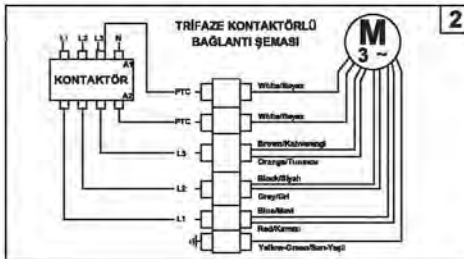 TRİFAZE KONTAKTÖRLÜ
BAĞLANTI ŞEMASI
2
M
3 ~
L1 L2 L3 N
A1
KONTAKTÖR
A2
PTC
White/Beyaz
PTC
White/Beyaz
L3
Brown/Kahverengi
Orange/Turuncu
L2
Black/Siyah
Grey/Gri
L1
Blue/Mavi
Red/Kırmızı
Yellow-Green/Sarı-Yeşil